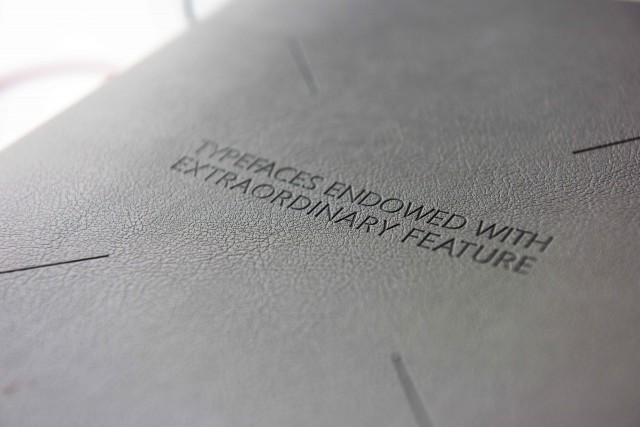 TYPEFACES ENDOWED WITH
EXTRAORDINARY FEATURE